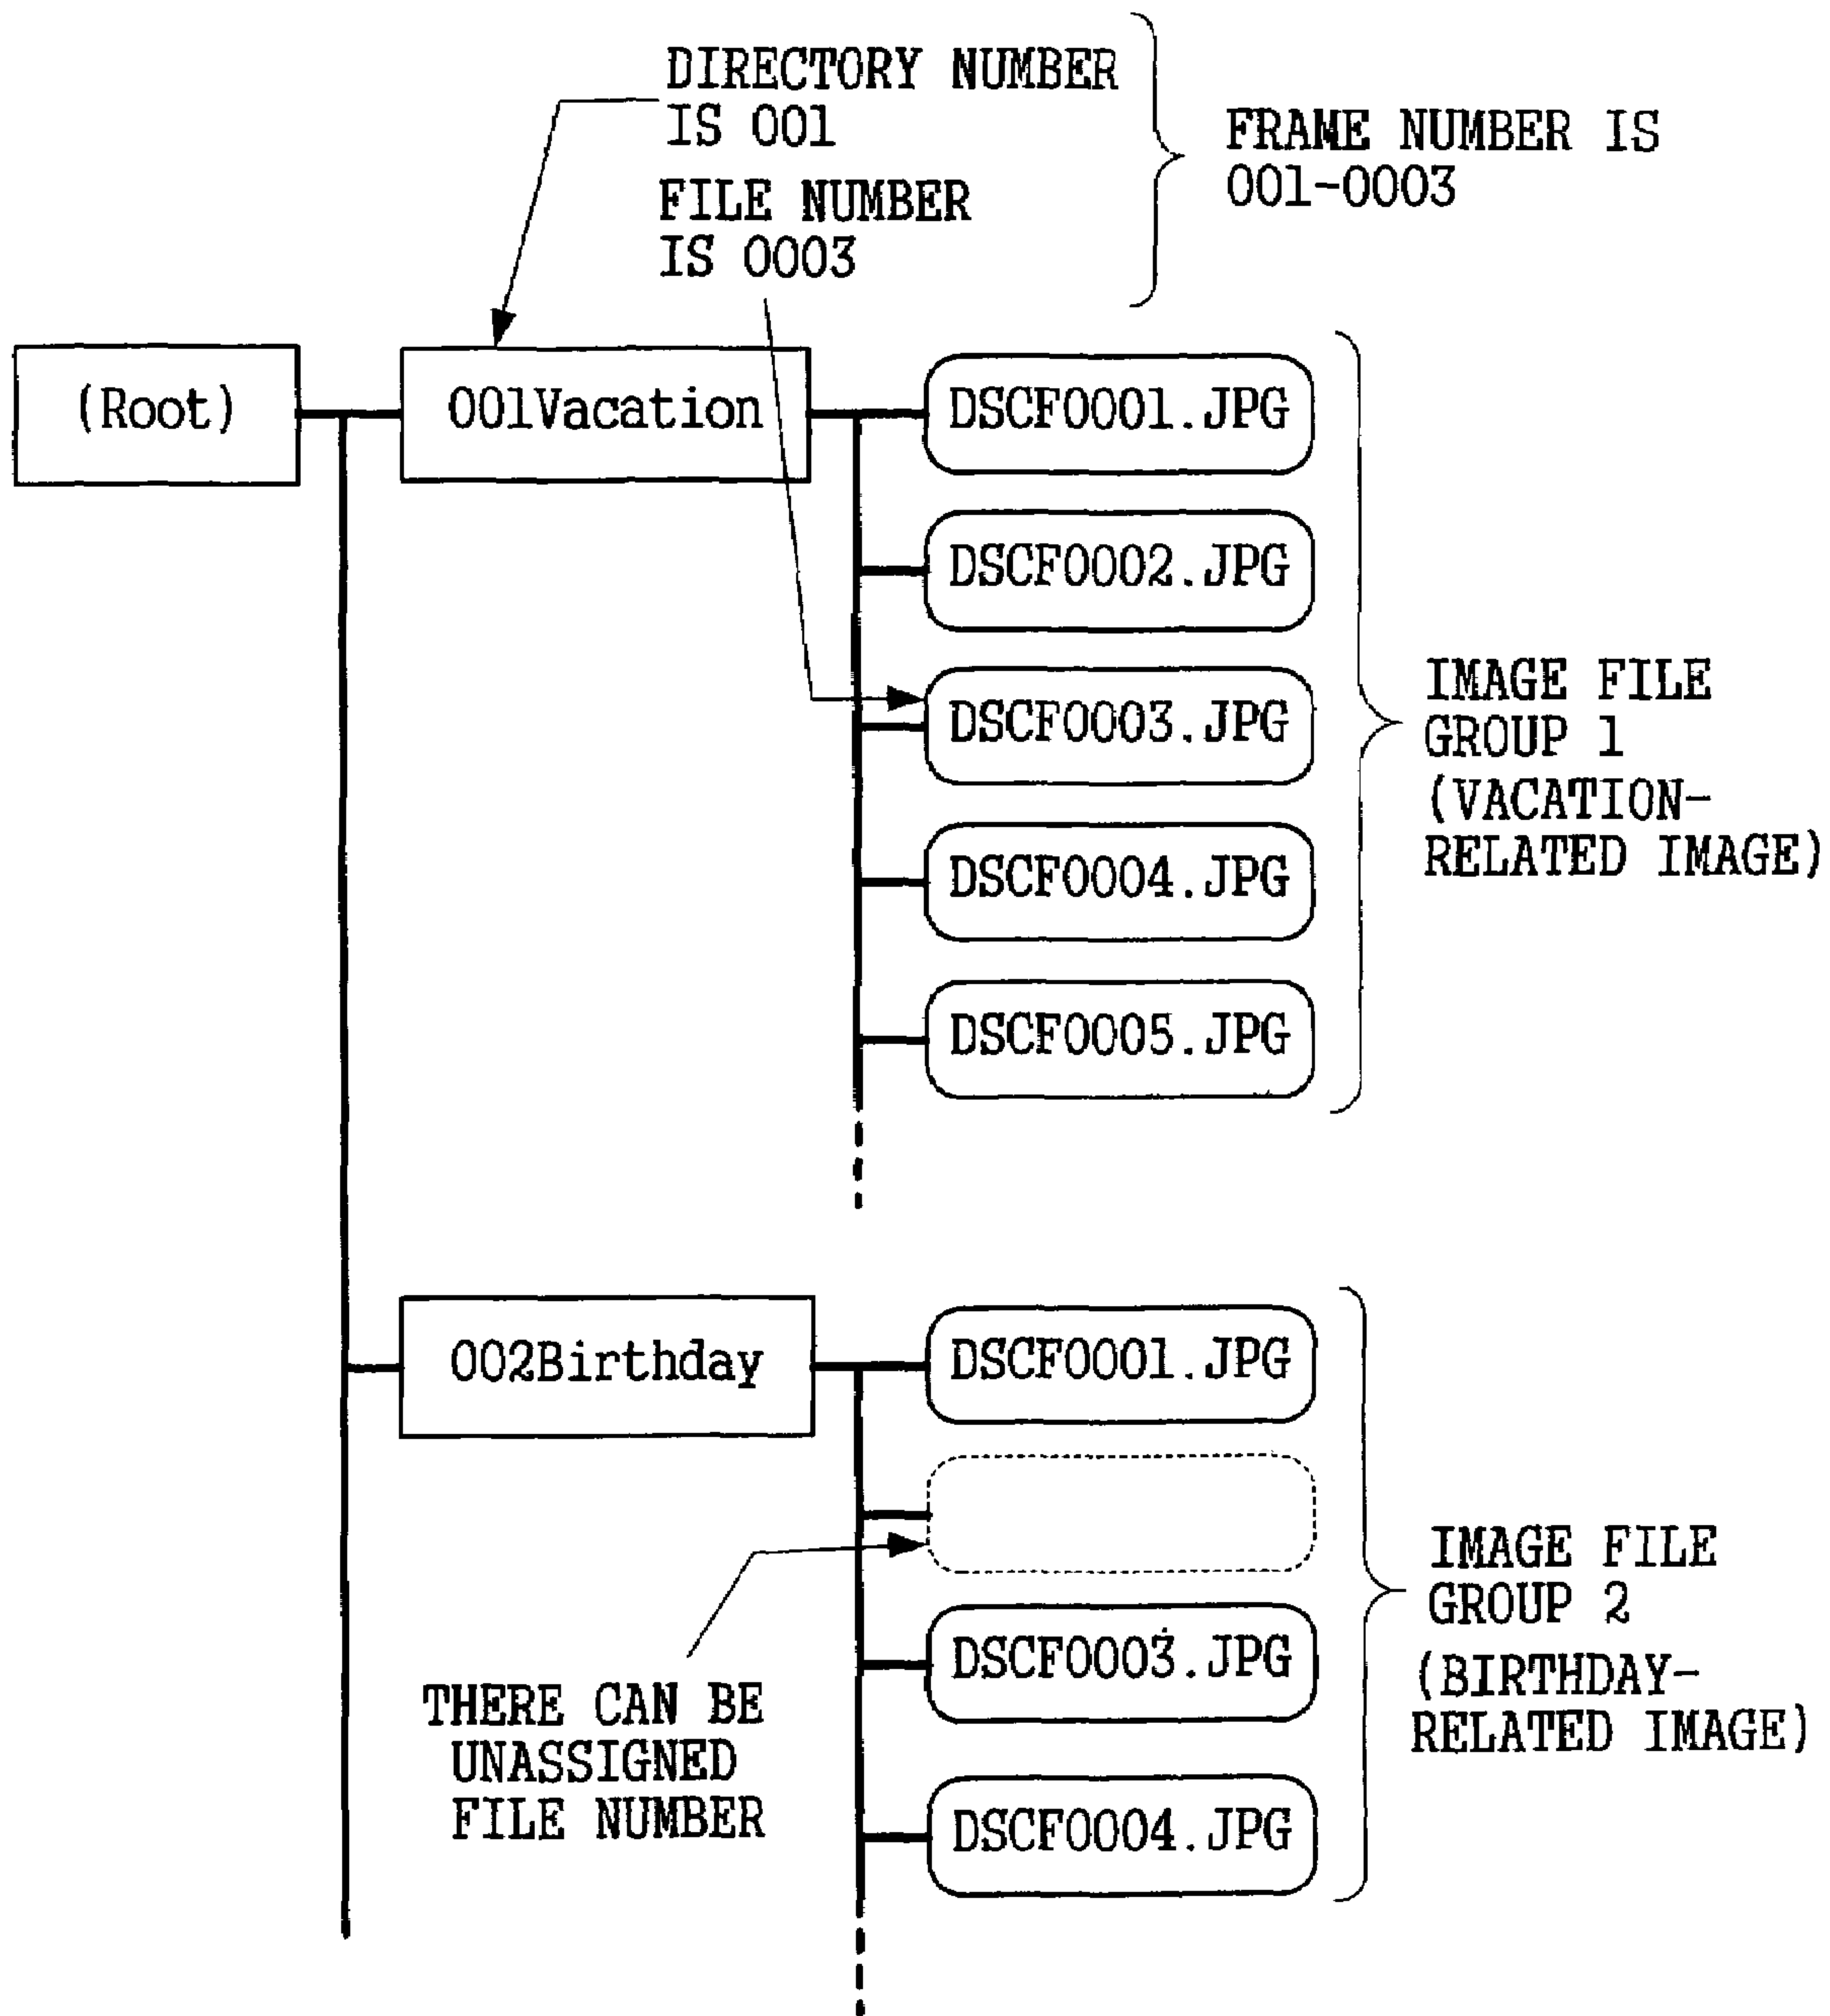 DIRECTORY NUMBER
IS 001
FILE NUMBER
IS 0003
FRAME NUMBER IS
001-0003
(Root)
001Vacation
DSCF0001.JPG
DSCF0002.JPG
DSCF0003.JPG
DSCF0004.JPG
DSCF0005.JPG
IMAGE FILE
GROUP 1
(VACATION-
RELATED IMAGE)
002Birthday
DSCF0001.JPG
DSCF0003.JPG
DSCF0004.JPG
THERE CAN BE
UNASSIGNED
FILE NUMBER
IMAGE FILE
GROUP 2
(BIRTHDAY-
RELATED IMAGE)